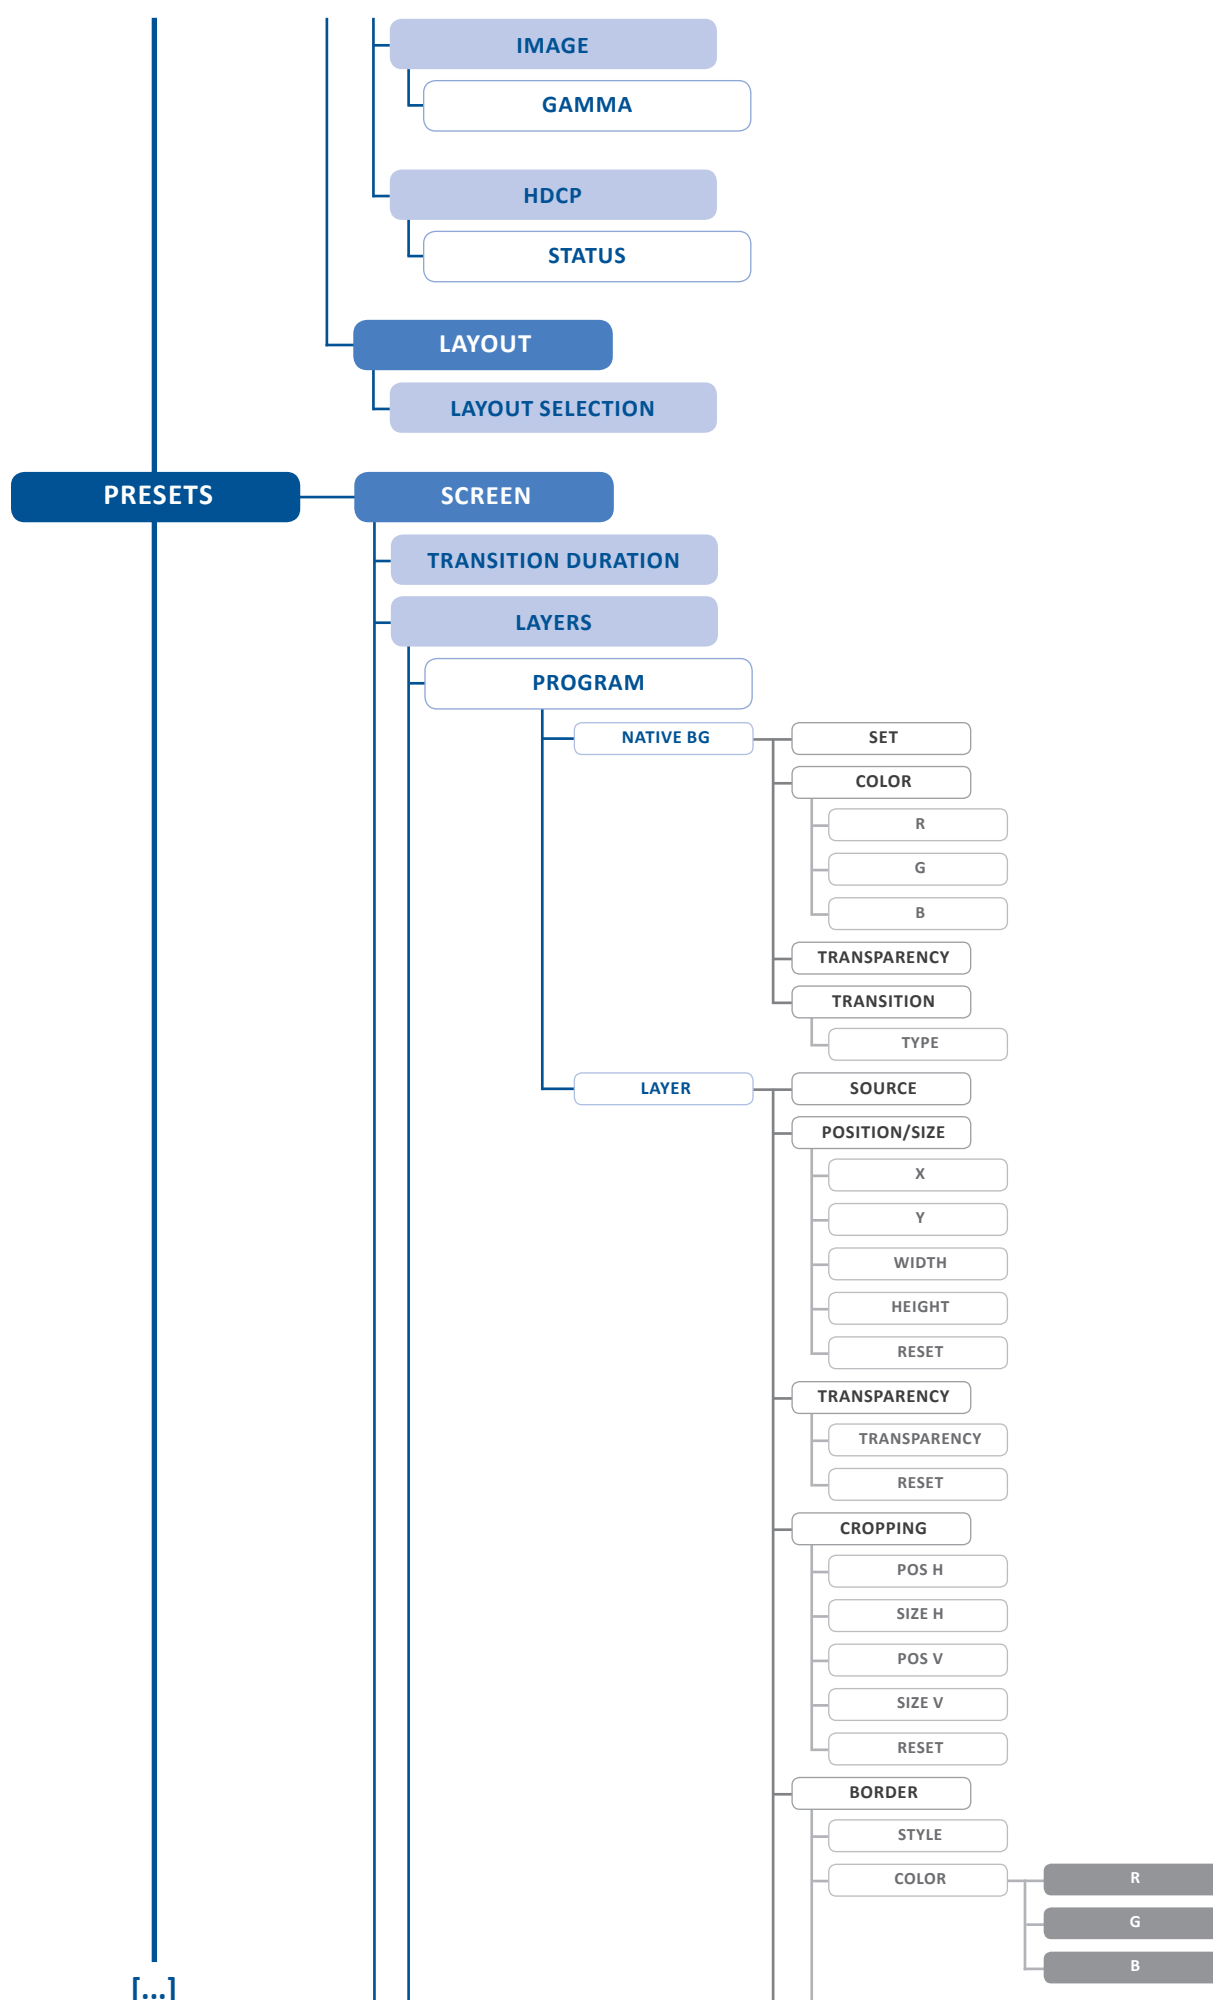 IMAGE
GAMMA
HDCP
STATUS
LAYOUT
LAYOUT SELECTION
PRESETS
SCREEN
TRANSITION DURATION
LAYERS
PROGRAM
NATIVE BG
SET
COLOR
R
G
B
TRANSPARENCY
TRANSITION
TYPE
LAYER
SOURCE
POSITION/SIZE
X
Y
WIDTH
HEIGHT
RESET
TRANSPARENCY
TRANSPARENCY
RESET
CROPPING
POS H
SIZE H
POS V
SIZE V
RESET
BORDER
STYLE
COLOR
R
G
B
[...]